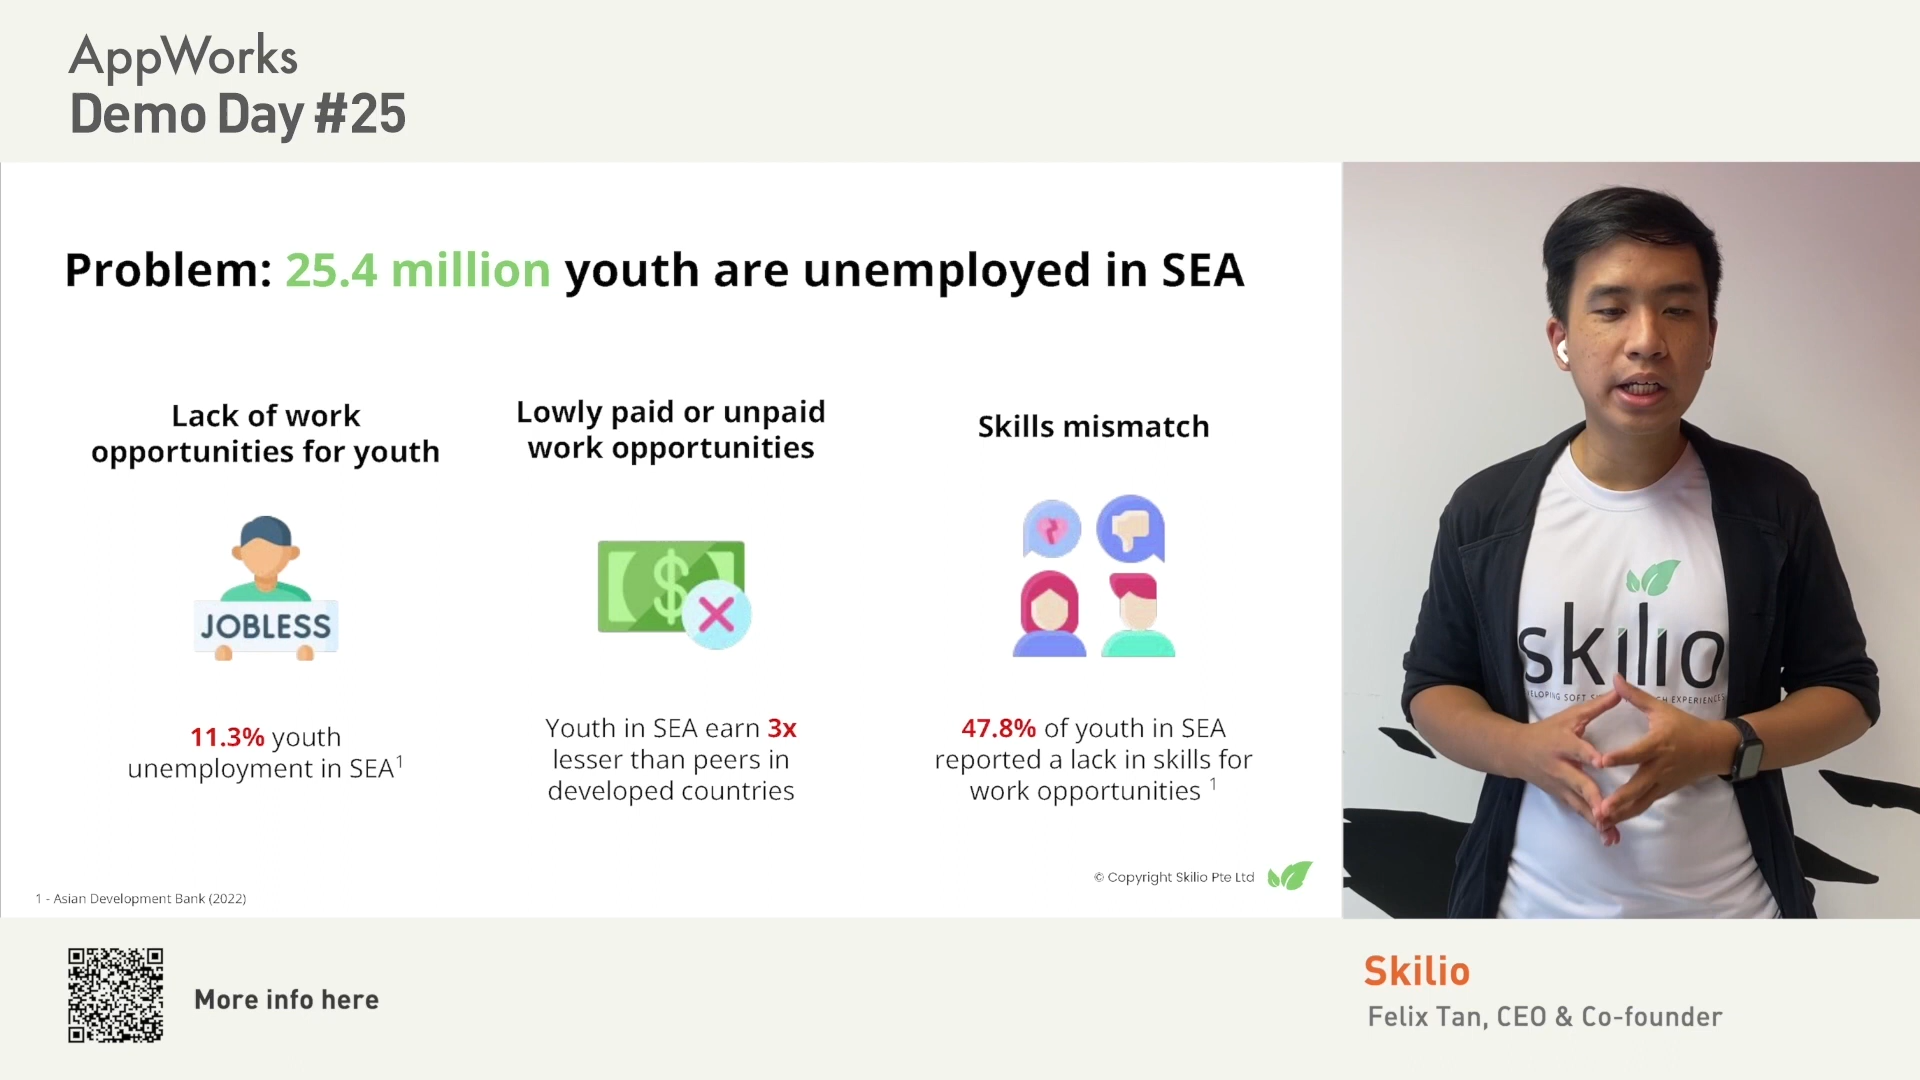 AppWorks
Demo Day #25
Problem: 25.4 million youth are unemployed in SEA
Lack of work
opportunities for youth
JOBLESS
11.3% youth
unemployment in SEA¹
Lowly paid or unpaid
work opportunities
$
Youth in SEA earn 3x
lesser than peers in
developed countries
Skills mismatch
47.8% of youth in SEA
reported a lack in skills for
work opportunities ¹
© Copyright Skilio Pte Ltd
1 - Asian Development Bank (2022)
skilio
More info here
Skilio
Felix Tan, CEO & Co-founder